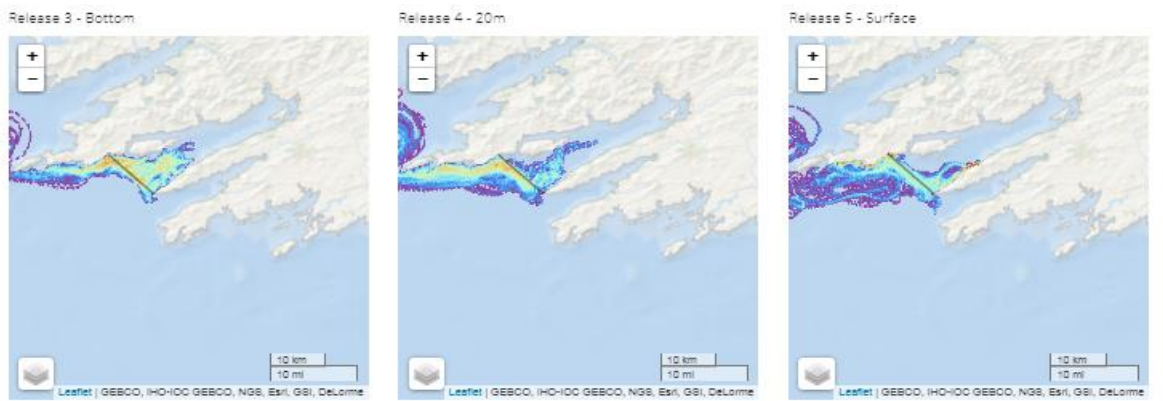 Release 3 - Bottom
Release 4 - 20m
Release 5 - Surface
+
−
+
−
+
−
10 km
10 mi
10 km
10 mi
10 km
10 mi
Leaflet | GEBCO, IHO-IOC GEBCO, NGS, Esri, GSI, DeLorme
Leaflet | GEBCO, IHO-IOC GEBCO, NGS, Esri, GSI, DeLorme
Leaflet | GEBCO, IHO-IOC GEBCO, NGS, Esri, GSI, DeLorme